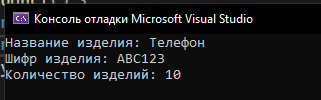 Консоль отладки Microsoft Visual Studio
Название изделия: Телефон
Шифр изделия: ABC123
Количество изделий: 10